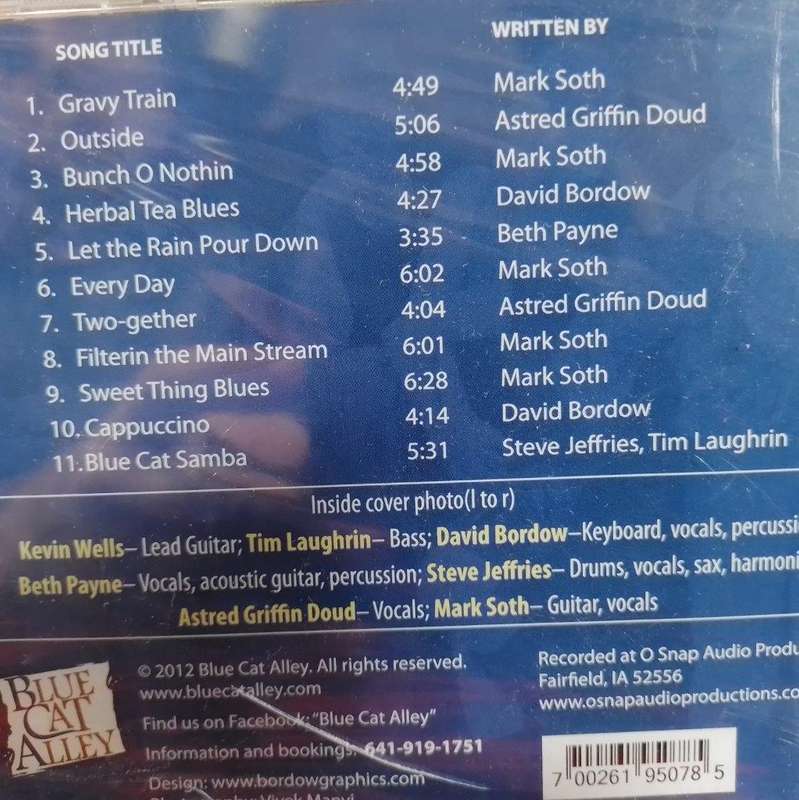 SONG TITLE WRITTEN BY
1. Gravy Train 4:49 Mark Soth
2. Outside 5:06 Astred Griffin Doud
3. Bunch O Nothin 4:58 Mark Soth
4. Herbal Tea Blues 4:27 David Bordow
5. Let the Rain Pour Down 3:35 Beth Payne
6. Every Day 6:02 Mark Soth
7. Two-gether 4:04 Astred Griffin Doud
8. Filterin the Main Stream 6:01 Mark Soth
9. Sweet Thing Blues 6:28 Mark Soth
10. Cappuccino 4:14 David Bordow
11. Blue Cat Samba 5:31 Steve Jeffries, Tim Laughrin
Inside cover photo(l to r)
Kevin Wells– Lead Guitar; Tim Laughrin– Bass; David Bordow–Keyboard, vocals, percussi
Beth Payne– Vocals, acoustic guitar, percussion; Steve Jeffries– Drums, vocals, sax, harmoni
Astred Griffin Doud– Vocals; Mark Soth– Guitar, vocals
BLUE
CAT
ALLEY
© 2012 Blue Cat Alley. All rights reserved.
www.bluecatalley.com
Find us on Facebook: "Blue Cat Alley"
Information and bookings: 641-919-1751
Design: www.bordowgraphics.com
Recorded at O Snap Audio Produ
Fairfield, IA 52556
www.osnapaudioproductions.co
7 00261 95078 5